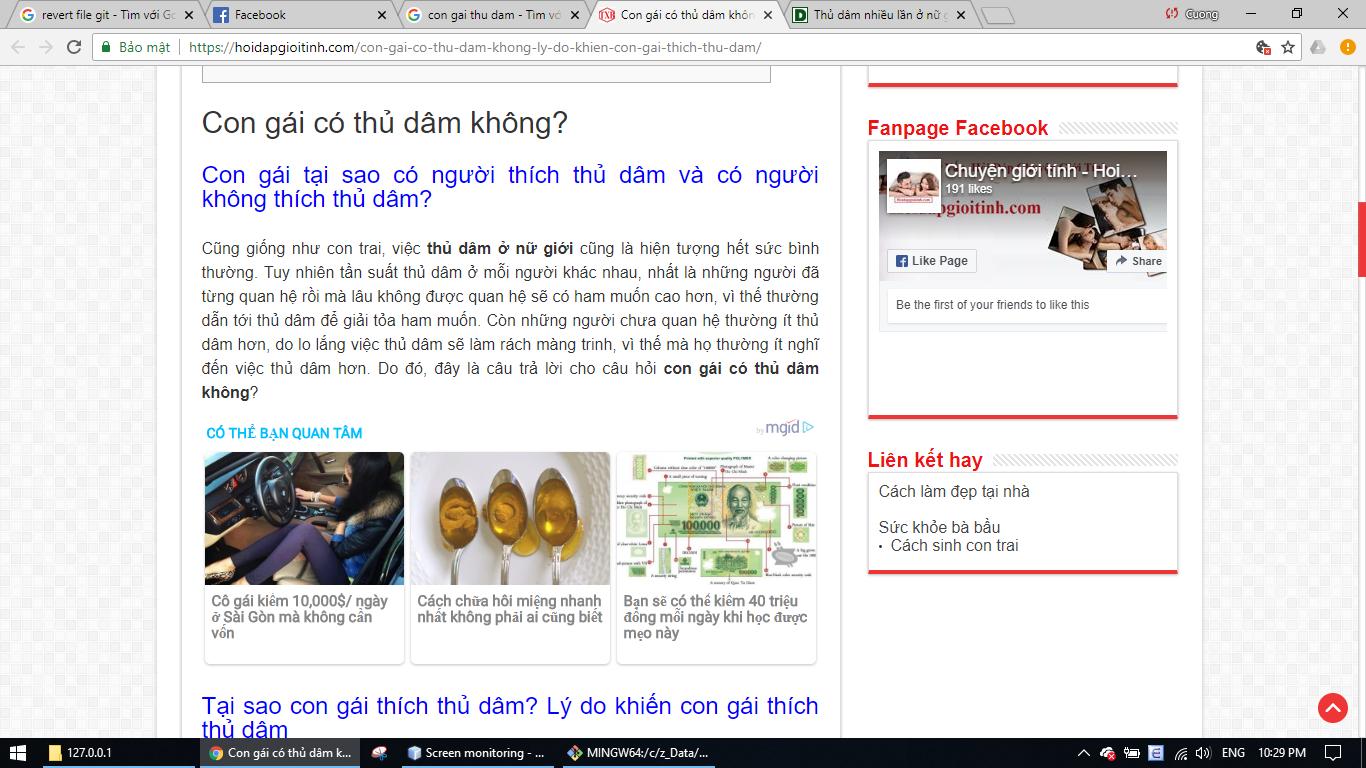 revert file git - Tìm với Go
Facebook
con gai thu dam - Tìm vớ
Con gái có thủ dâm khôn
Thủ dâm nhiều lần ở nữ g
Cuong
Bảo mật
https://hoidapgioitinh.com/con-gai-co-thu-dam-khong-ly-do-khien-con-gai-thich-thu-dam/
Con gái có thủ dâm không?
Con gái tại sao có người thích thủ dâm và có người
không thích thủ dâm?
Cũng giống như con trai, việc thủ dâm ở nữ giới cũng là hiện tượng hết sức bình
thường. Tuy nhiên tần suất thủ dâm ở mỗi người khác nhau, nhất là những người đã
từng quan hệ rồi mà lâu không được quan hệ sẽ có ham muốn cao hơn, vì thế thường
dẫn tới thủ dâm để giải tỏa ham muốn. Còn những người chưa quan hệ thường ít thủ
dâm hơn, do lo lắng việc thủ dâm sẽ làm rách màng trinh, vì thế mà họ thường ít nghĩ
đến việc thủ dâm hơn. Do đó, đây là câu trả lời cho câu hỏi con gái có thủ dâm
không?
CÓ THỂ BẠN QUAN TÂM
by mgid
100000
Cô gái kiếm 10,000$/ ngày
ở Sài Gòn mà không cần
vốn
Cách chữa hôi miệng nhanh
nhất không phải ai cũng biết
Bạn sẽ có thể kiếm 40 triệu
đồng mỗi ngày khi học được
mẹo này
Tại sao con gái thích thủ dâm? Lý do khiến con gái thích
thủ dâm
Fanpage Facebook
Chuyện giới tính - Hoi…
191 likes
apgioitinh.com
Like Page
Share
Be the first of your friends to like this
Liên kết hay
Cách làm đẹp tại nhà
Sức khỏe bà bầu
• Cách sinh con trai
127.0.0.1
Con gái có thủ dâm k...
Screen monitoring - ...
MINGW64:/c/z_Data/...
ENG
10:29 PM